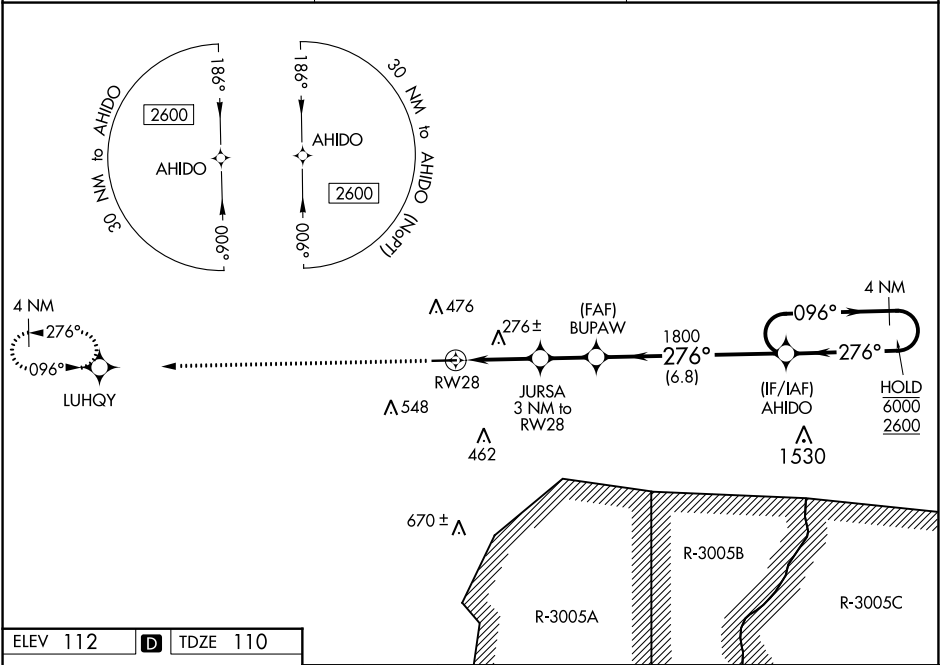 30 NM to AHIDO
186°
2600
AHIDO
006°
186°
AHIDO
2600
006°
30 NM to AHIDO (NoPT)
4 NM
276°
096°
LUHQY
476
276±
RW28
548
462
JURSA
3 NM to
RW28
(FAF)
BUPAW
1800
276°
(6.8)
096°
4 NM
276°
(IF/IAF)
AHIDO
HOLD
6000
2600
1530
670 ±
R-3005A
R-3005B
R-3005C
ELEV 112 D TDZE 110